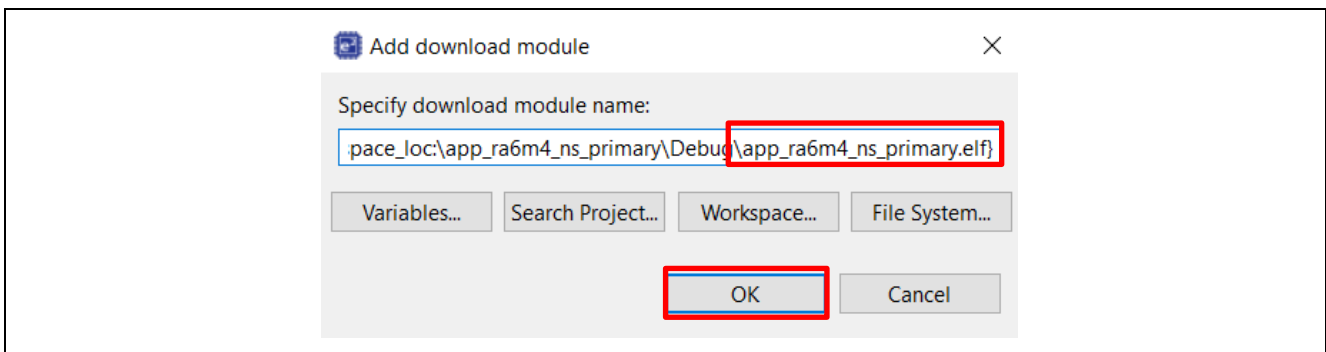 e²
Add download module
Specify download module name:
:pace_loc:\app_ra6m4_ns_primary\Debug\app_ra6m4_ns_primary.elf}
Variables... Search Project... Workspace... File System...
OK Cancel